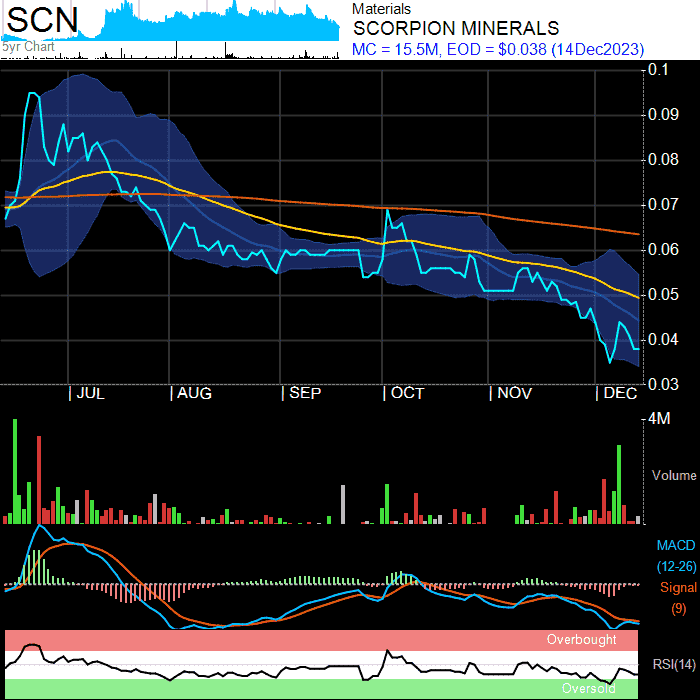 SCN
5yr Chart
Materials
SCORPION MINERALS
MC = 15.5M, EOD = $0.038 (14Dec2023)
0.1
0.09
0.08
0.07
0.06
0.05
0.04
0.03
JUL AUG SEP OCT NOV DEC
4M
Volume
MACD
(12-26)
Signal
(9)
Overbought
RSI(14)
Oversold